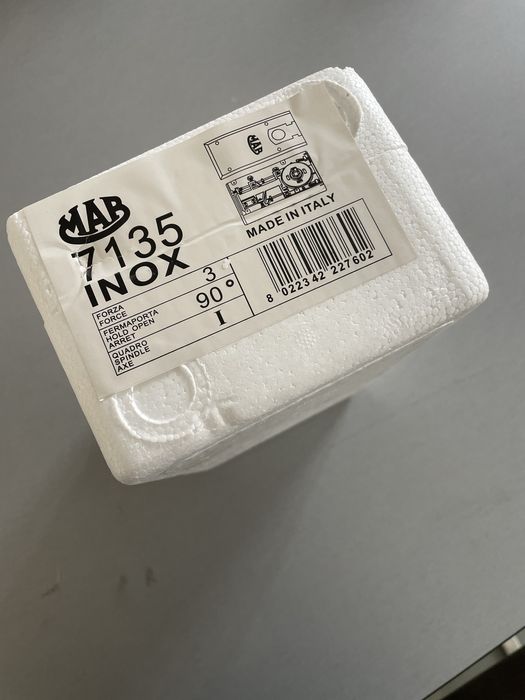 MAB
7135
INOX
FORZA
FORCE
3
FERMAPORTA
HOLD OPEN
ARRET
90°
QUADRO
SPINDLE
AXE
I
MAB
MADE IN ITALY
8 022342 227602